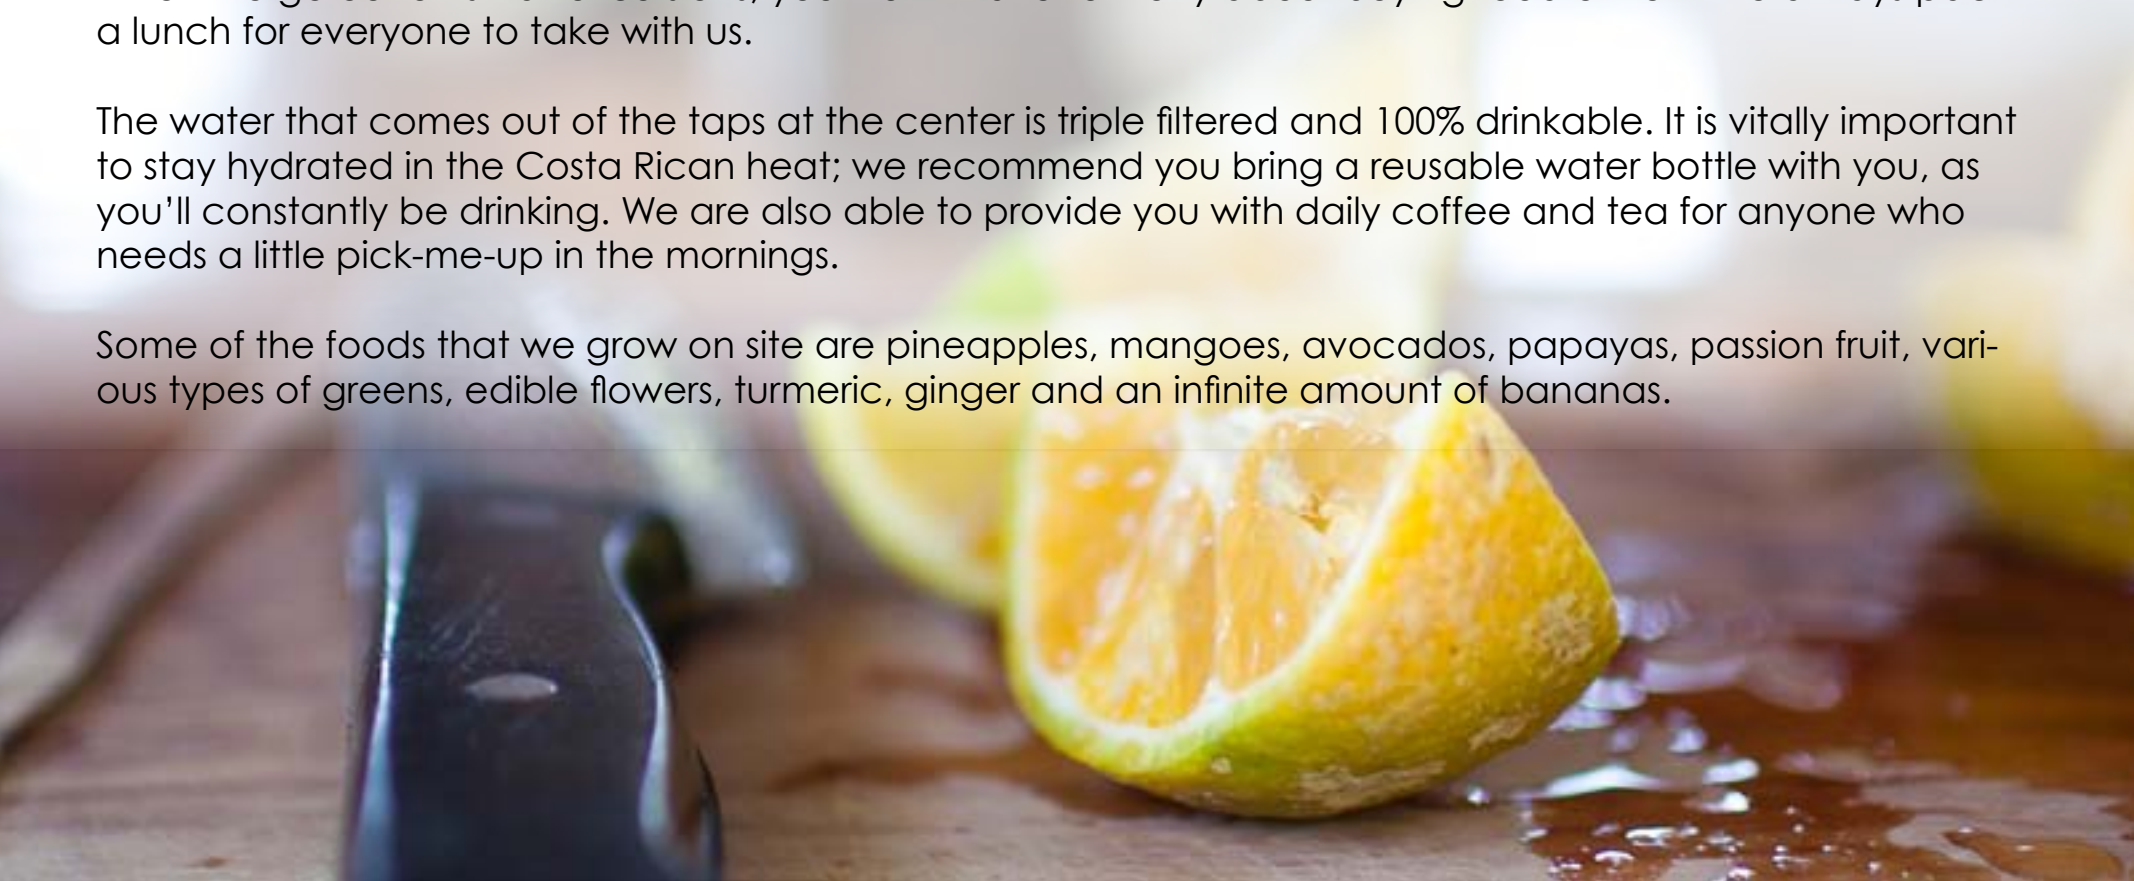 a lunch for everyone to take with us.
The water that comes out of the taps at the center is triple filtered and 100% drinkable. It is vitally important
to stay hydrated in the Costa Rican heat; we recommend you bring a reusable water bottle with you, as
you’ll constantly be drinking. We are also able to provide you with daily coffee and tea for anyone who
needs a little pick-me-up in the mornings.
Some of the foods that we grow on site are pineapples, mangoes, avocados, papayas, passion fruit, vari-
ous types of greens, edible flowers, turmeric, ginger and an infinite amount of bananas.